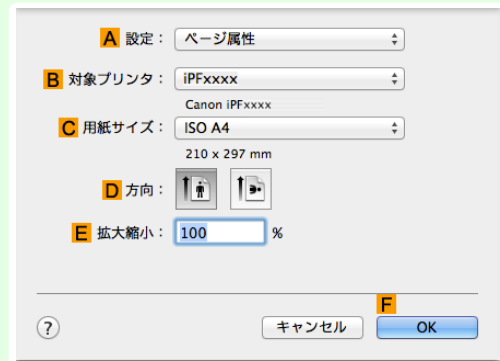 A 設定： ページ属性
B 対象プリンタ： iPFxxxx
Canon iPFxxxx
C 用紙サイズ： ISO A4
210 x 297 mm
D 方向：
E 拡大縮小： 100 %
F
? キャンセル OK